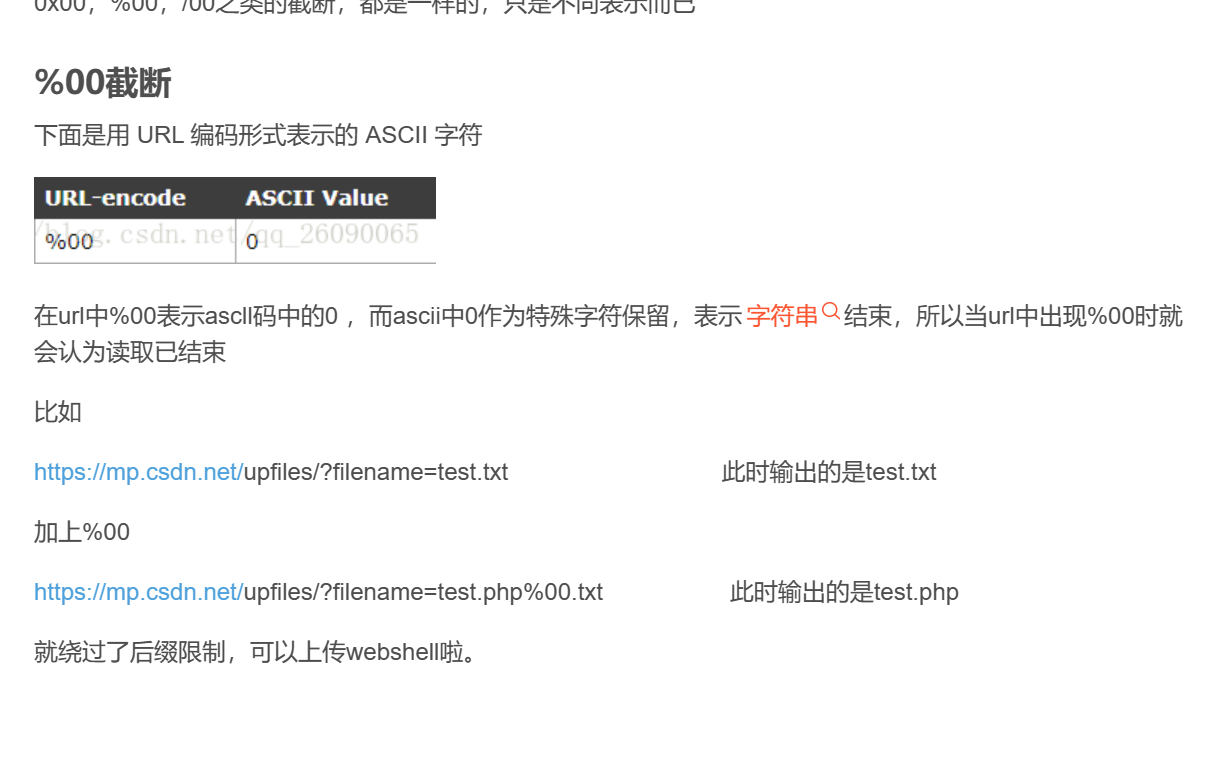 0x00，%00，/00之类的截断，都是一样的，只是不同表示而已
%00截断
下面是用 URL 编码形式表示的 ASCII 字符
URL-encode ASCII Value
/blog.csdn.net/qq_26090065
%00 0
在url中%00表示ascll码中的0 ，而ascii中0作为特殊字符保留，表示字符串结束，所以当url中出现%00时就
会认为读取已结束
比如
https://mp.csdn.net/upfiles/?filename=test.txt 此时输出的是test.txt
加上%00
https://mp.csdn.net/upfiles/?filename=test.php%00.txt 此时输出的是test.php
就绕过了后缀限制，可以上传webshell啦。